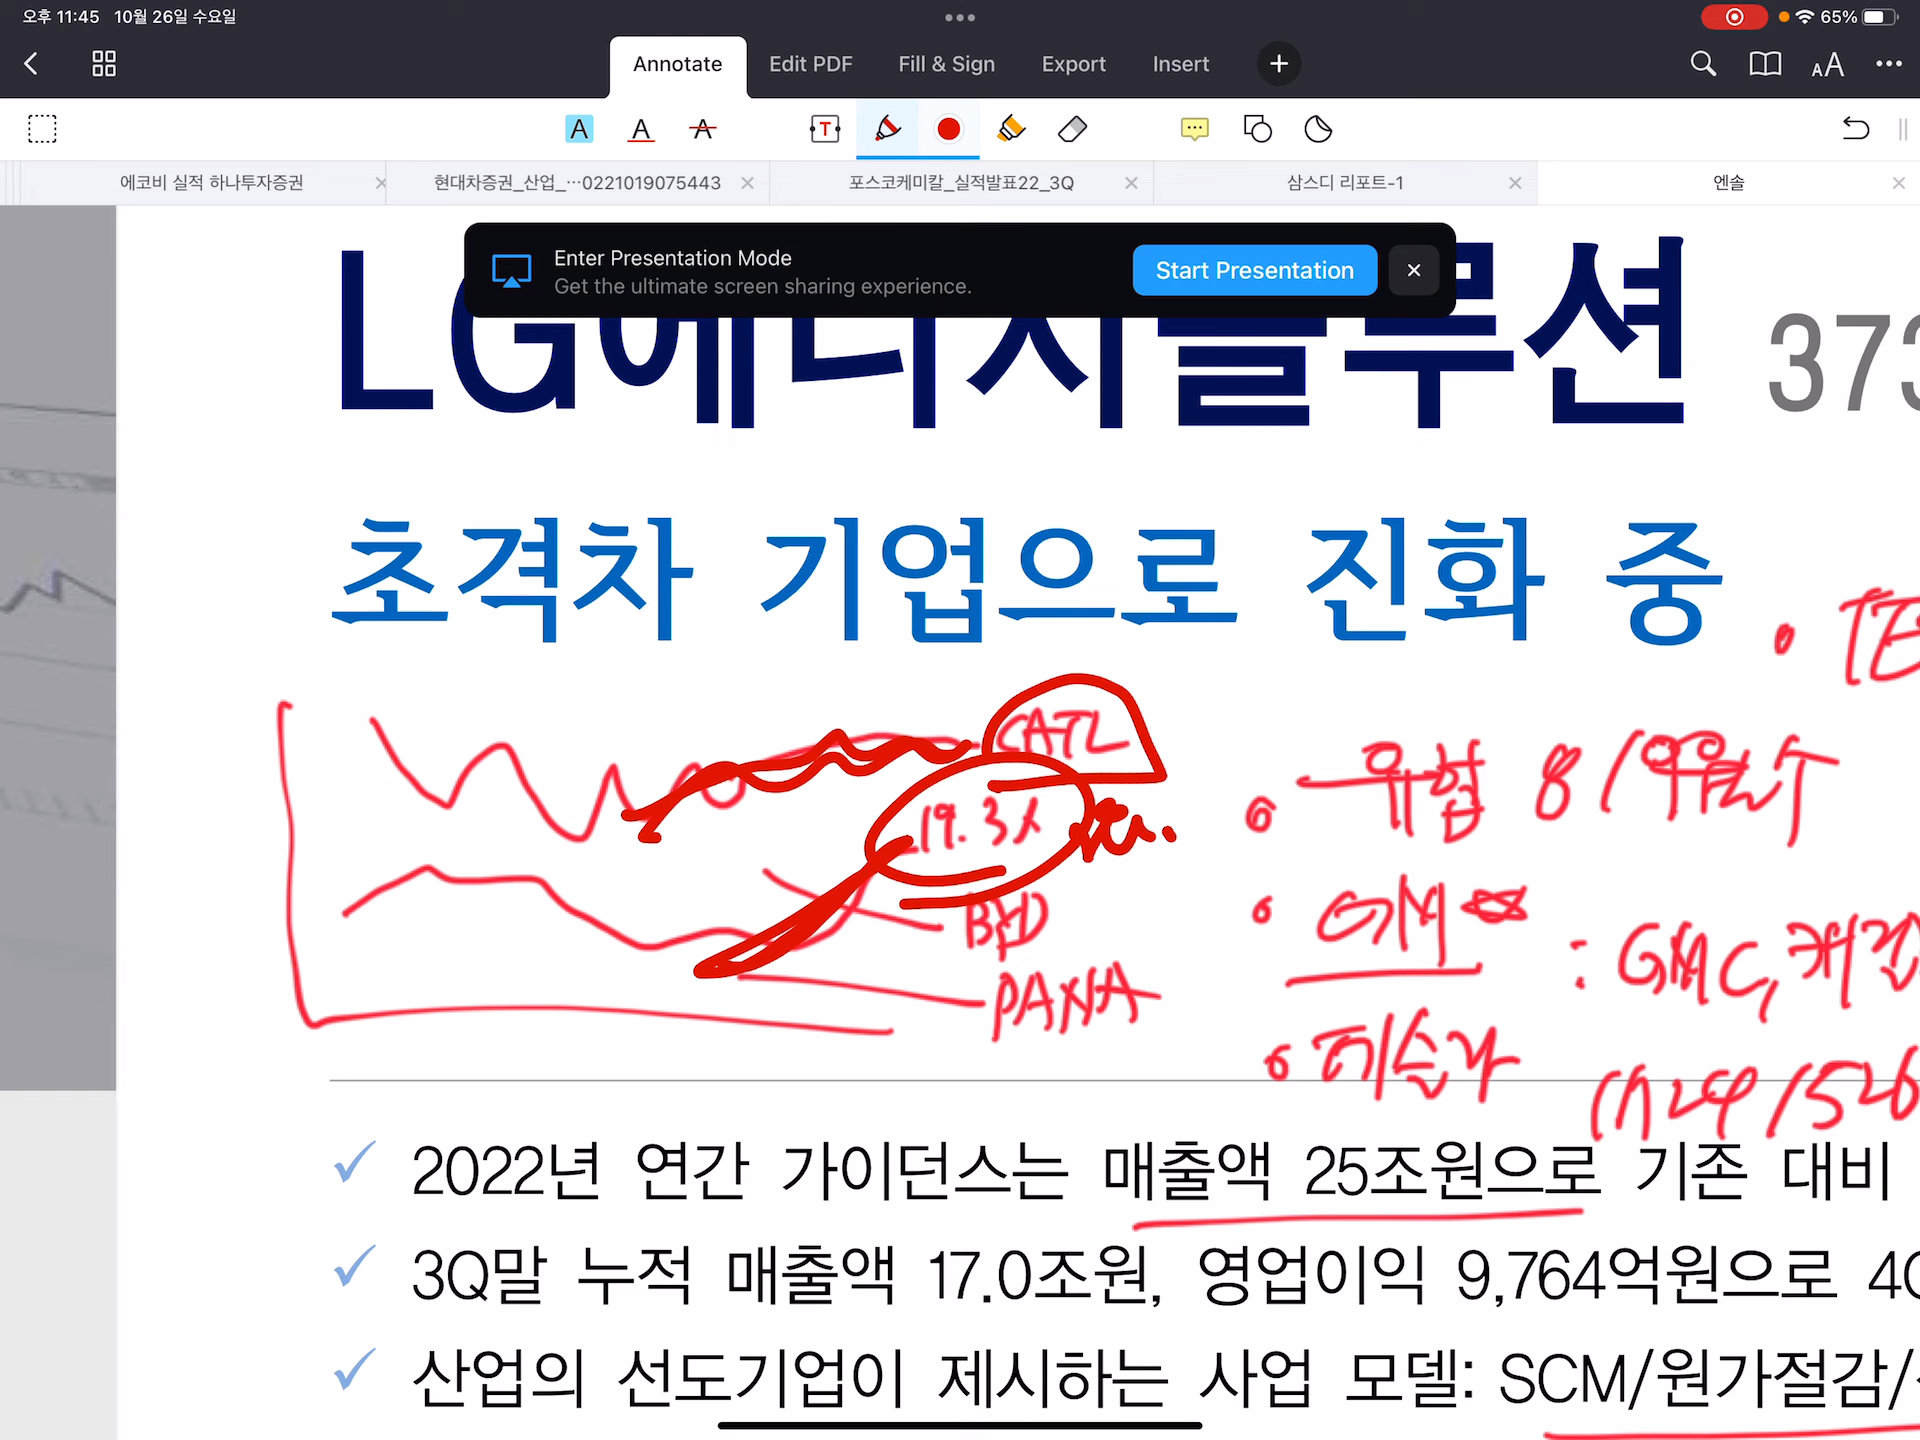 오후 11:45 10월 26일 수요일
65%
Annotate Edit PDF Fill & Sign Export Insert
에코비 실적 하나투자증권
현대차증권_산업_…0221019075443
포스코케미칼_실적발표22_3Q
삼스디 리포트-1
엔솔
Enter Presentation Mode
Get the ultimate screen sharing experience.
Start Presentation
LG에너지솔루션 373
초격차 기업으로 진화 중
CATL
19.3%
BYD
PANA
유럽 8
GM
: GMC,
테슬라
2022년 연간 가이던스는 매출액 25조원으로 기존 대비
3Q말 누적 매출액 17.0조원, 영업이익 9,764억원으로 40
산업의 선도기업이 제시하는 사업 모델: SCM/원가절감/